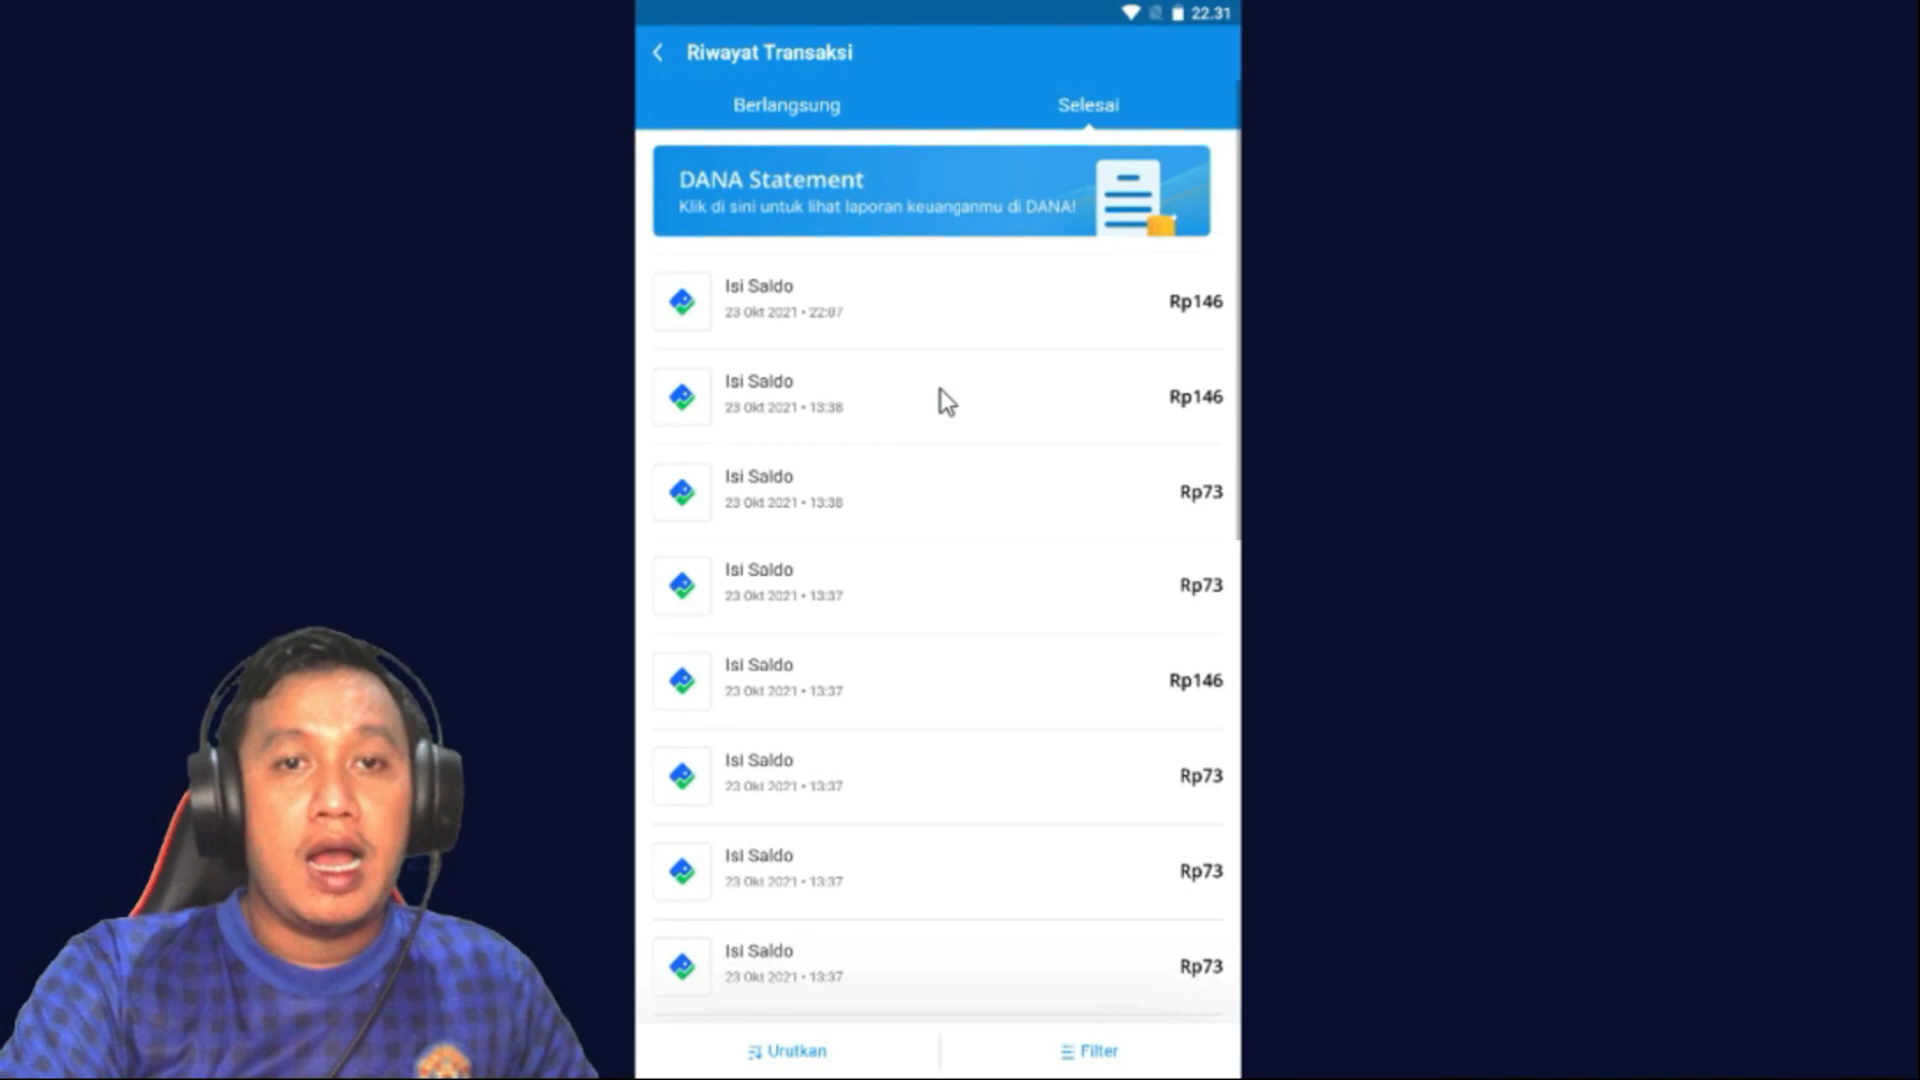 22.31
Riwayat Transaksi
Berlangsung
Selesai
DANA Statement
Klik di sini untuk lihat laporan keuanganmu di DANA!
Isi Saldo
23 Okt 2021 • 22:07
Rp146
Isi Saldo
23 Okt 2021 • 13:38
Rp146
Isi Saldo
23 Okt 2021 • 13:38
Rp73
Isi Saldo
23 Okt 2021 • 13:37
Rp73
Isi Saldo
23 Okt 2021 • 13:37
Rp146
Isi Saldo
23 Okt 2021 • 13:37
Rp73
Isi Saldo
23 Okt 2021 • 13:37
Rp73
Isi Saldo
23 Okt 2021 • 13:37
Rp73
Urutkan
Filter